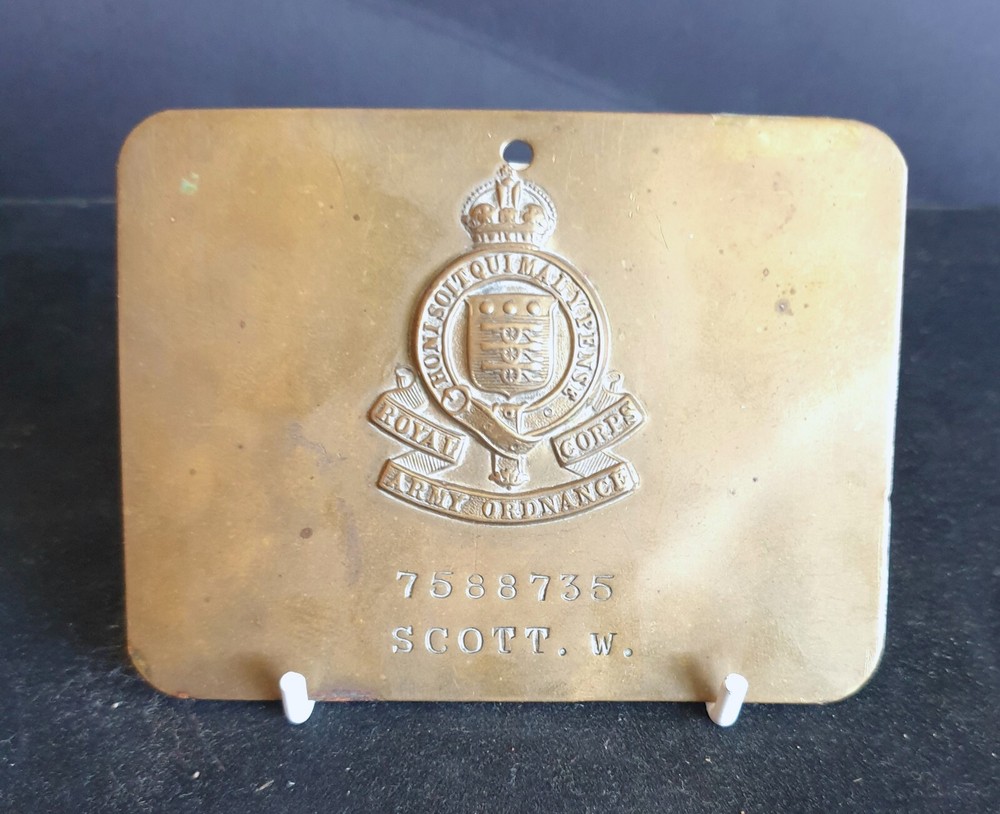 HONI SOIT QUI MAL Y PENSE
ROYAL CORPS
ARMY ORDNANCE
7588735
SCOTT. W.